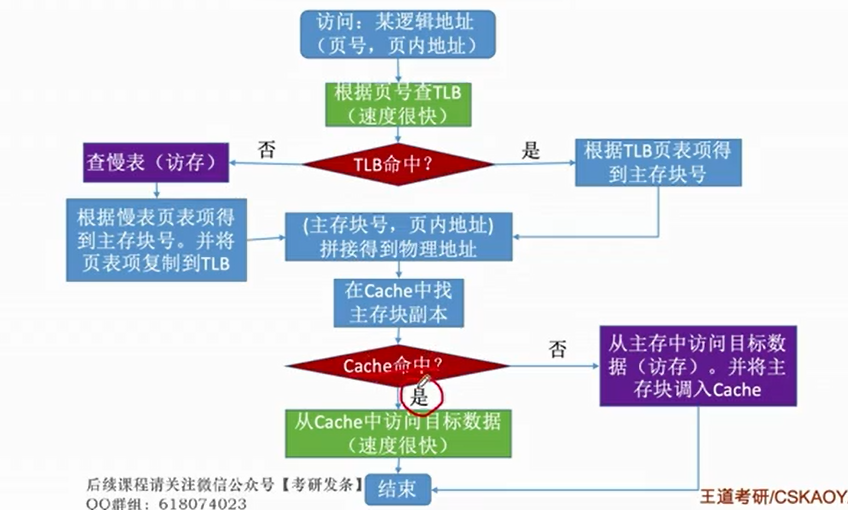 访问：某逻辑地址
（页号，页内地址）
根据页号查TLB
（速度很快）
TLB命中？
否
是
查慢表（访存）
根据TLB页表项得
到主存块号
根据慢表页表项得
到主存块号。并将
页表项复制到TLB
(主存块号，页内地址)
拼接得到物理地址
在Cache中找
主存块副本
Cache命中？
否
是
从主存中访问目标数
据（访存）。并将主
存块调入Cache
从Cache中访问目标数据
（速度很快）
结束
后续课程请关注微信公众号【考研发条】
QQ群组：618074023
王道考研/CSKAOY